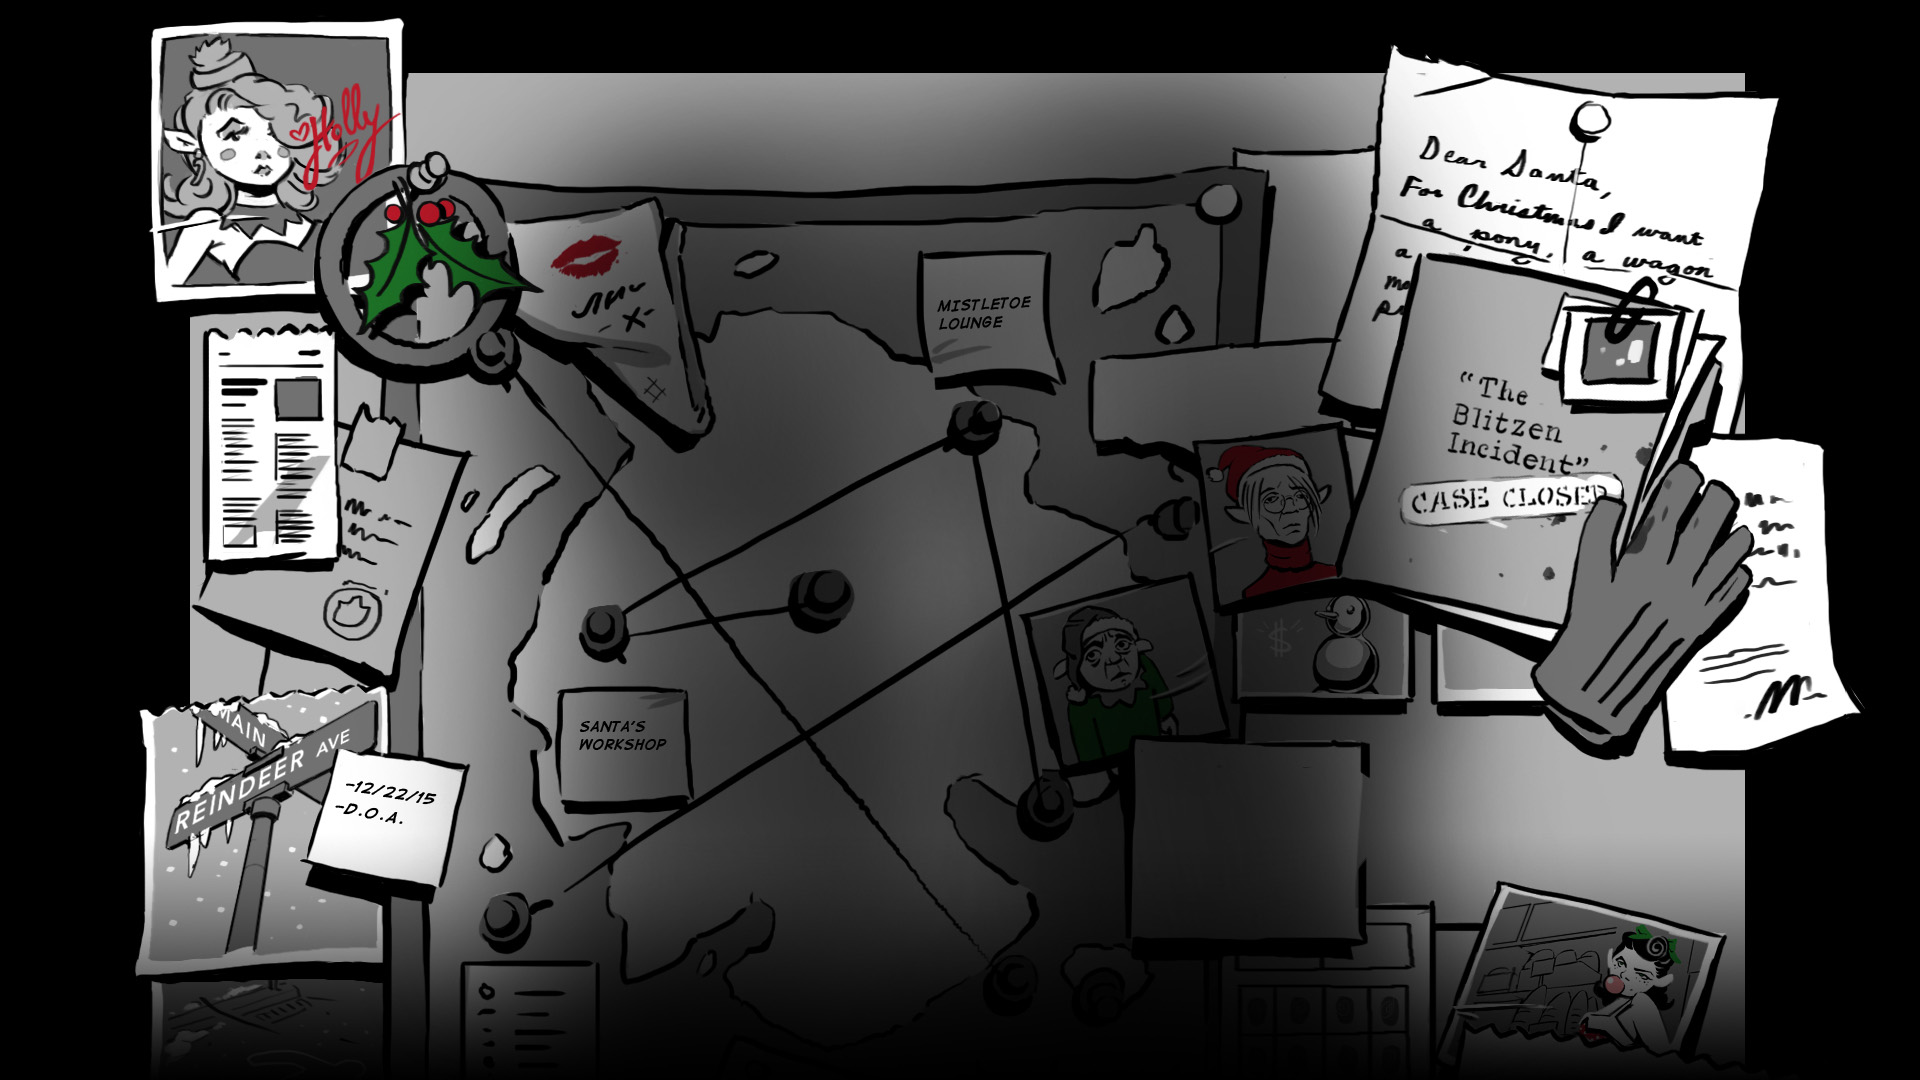 Holly
Dear Santa,
For Christmas I want
a pony, a wagon
a
MISTLETOE
LOUNGE
"The
Blitzen
Incident"
CASE CLOSED
SANTA'S
WORKSHOP
MAIN
REINDEER AVE
-12/22/15
-D.O.A.
-X-
$